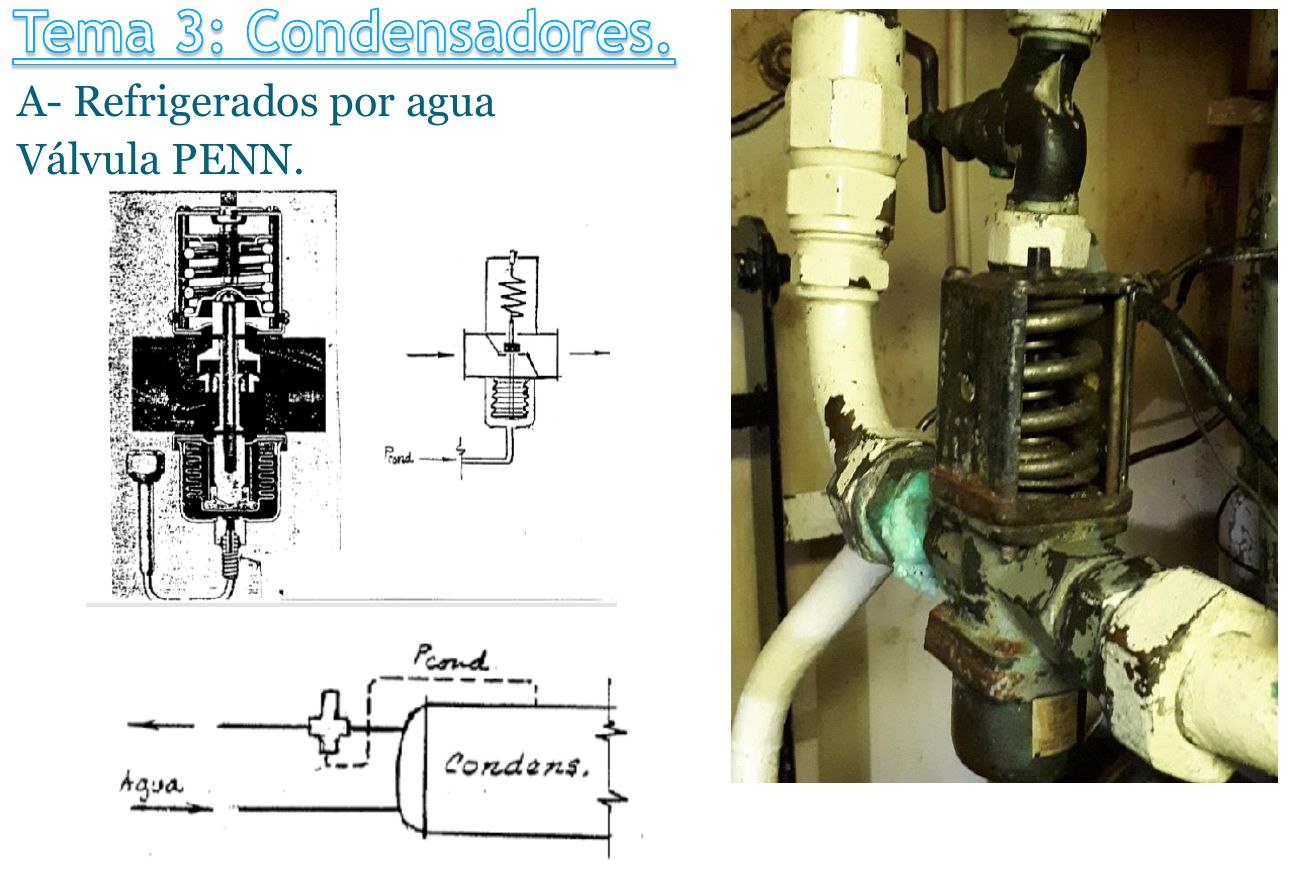 Tema 3: Condensadores.
A- Refrigerados por agua
Válvula PENN.
Pcond
Pcond
Condens.
Agua